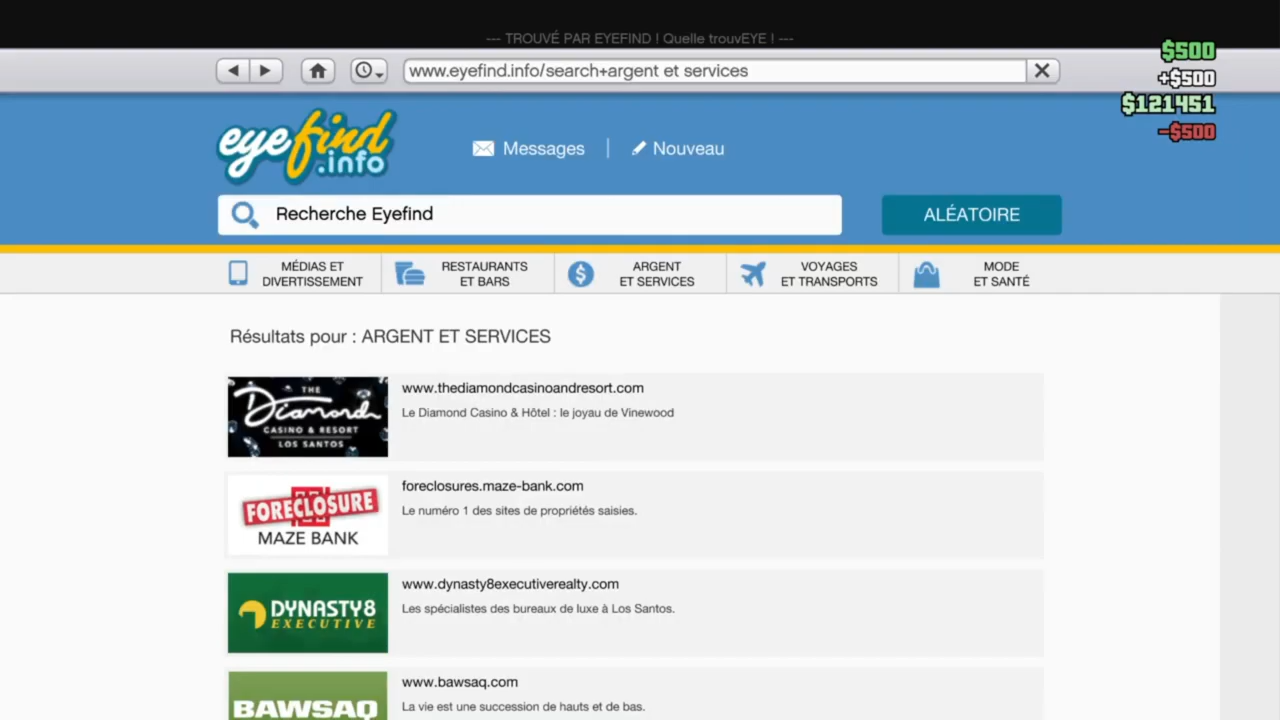 --- TROUVÉ PAR EYEFIND ! Quelle trouvEYE ! ---
$500
+$500
$121451
-$500
www.eyefind.info/search+argent et services
eyefind
.info
Messages
Nouveau
Recherche Eyefind
ALÉATOIRE
MÉDIAS ET
DIVERTISSEMENT
RESTAURANTS
ET BARS
ARGENT
ET SERVICES
VOYAGES
ET TRANSPORTS
MODE
ET SANTÉ
Résultats pour : ARGENT ET SERVICES
THE
Diamond
CASINO & RESORT
LOS SANTOS
www.thediamondcasinoandresort.com
Le Diamond Casino & Hôtel : le joyau de Vinewood
FORECLOSURE
MAZE BANK
foreclosures.maze-bank.com
Le numéro 1 des sites de propriétés saisies.
DYNASTY8
EXECUTIVE
www.dynasty8executiverealty.com
Les spécialistes des bureaux de luxe à Los Santos.
BAWSAQ
www.bawsaq.com
La vie est une succession de hauts et de bas.